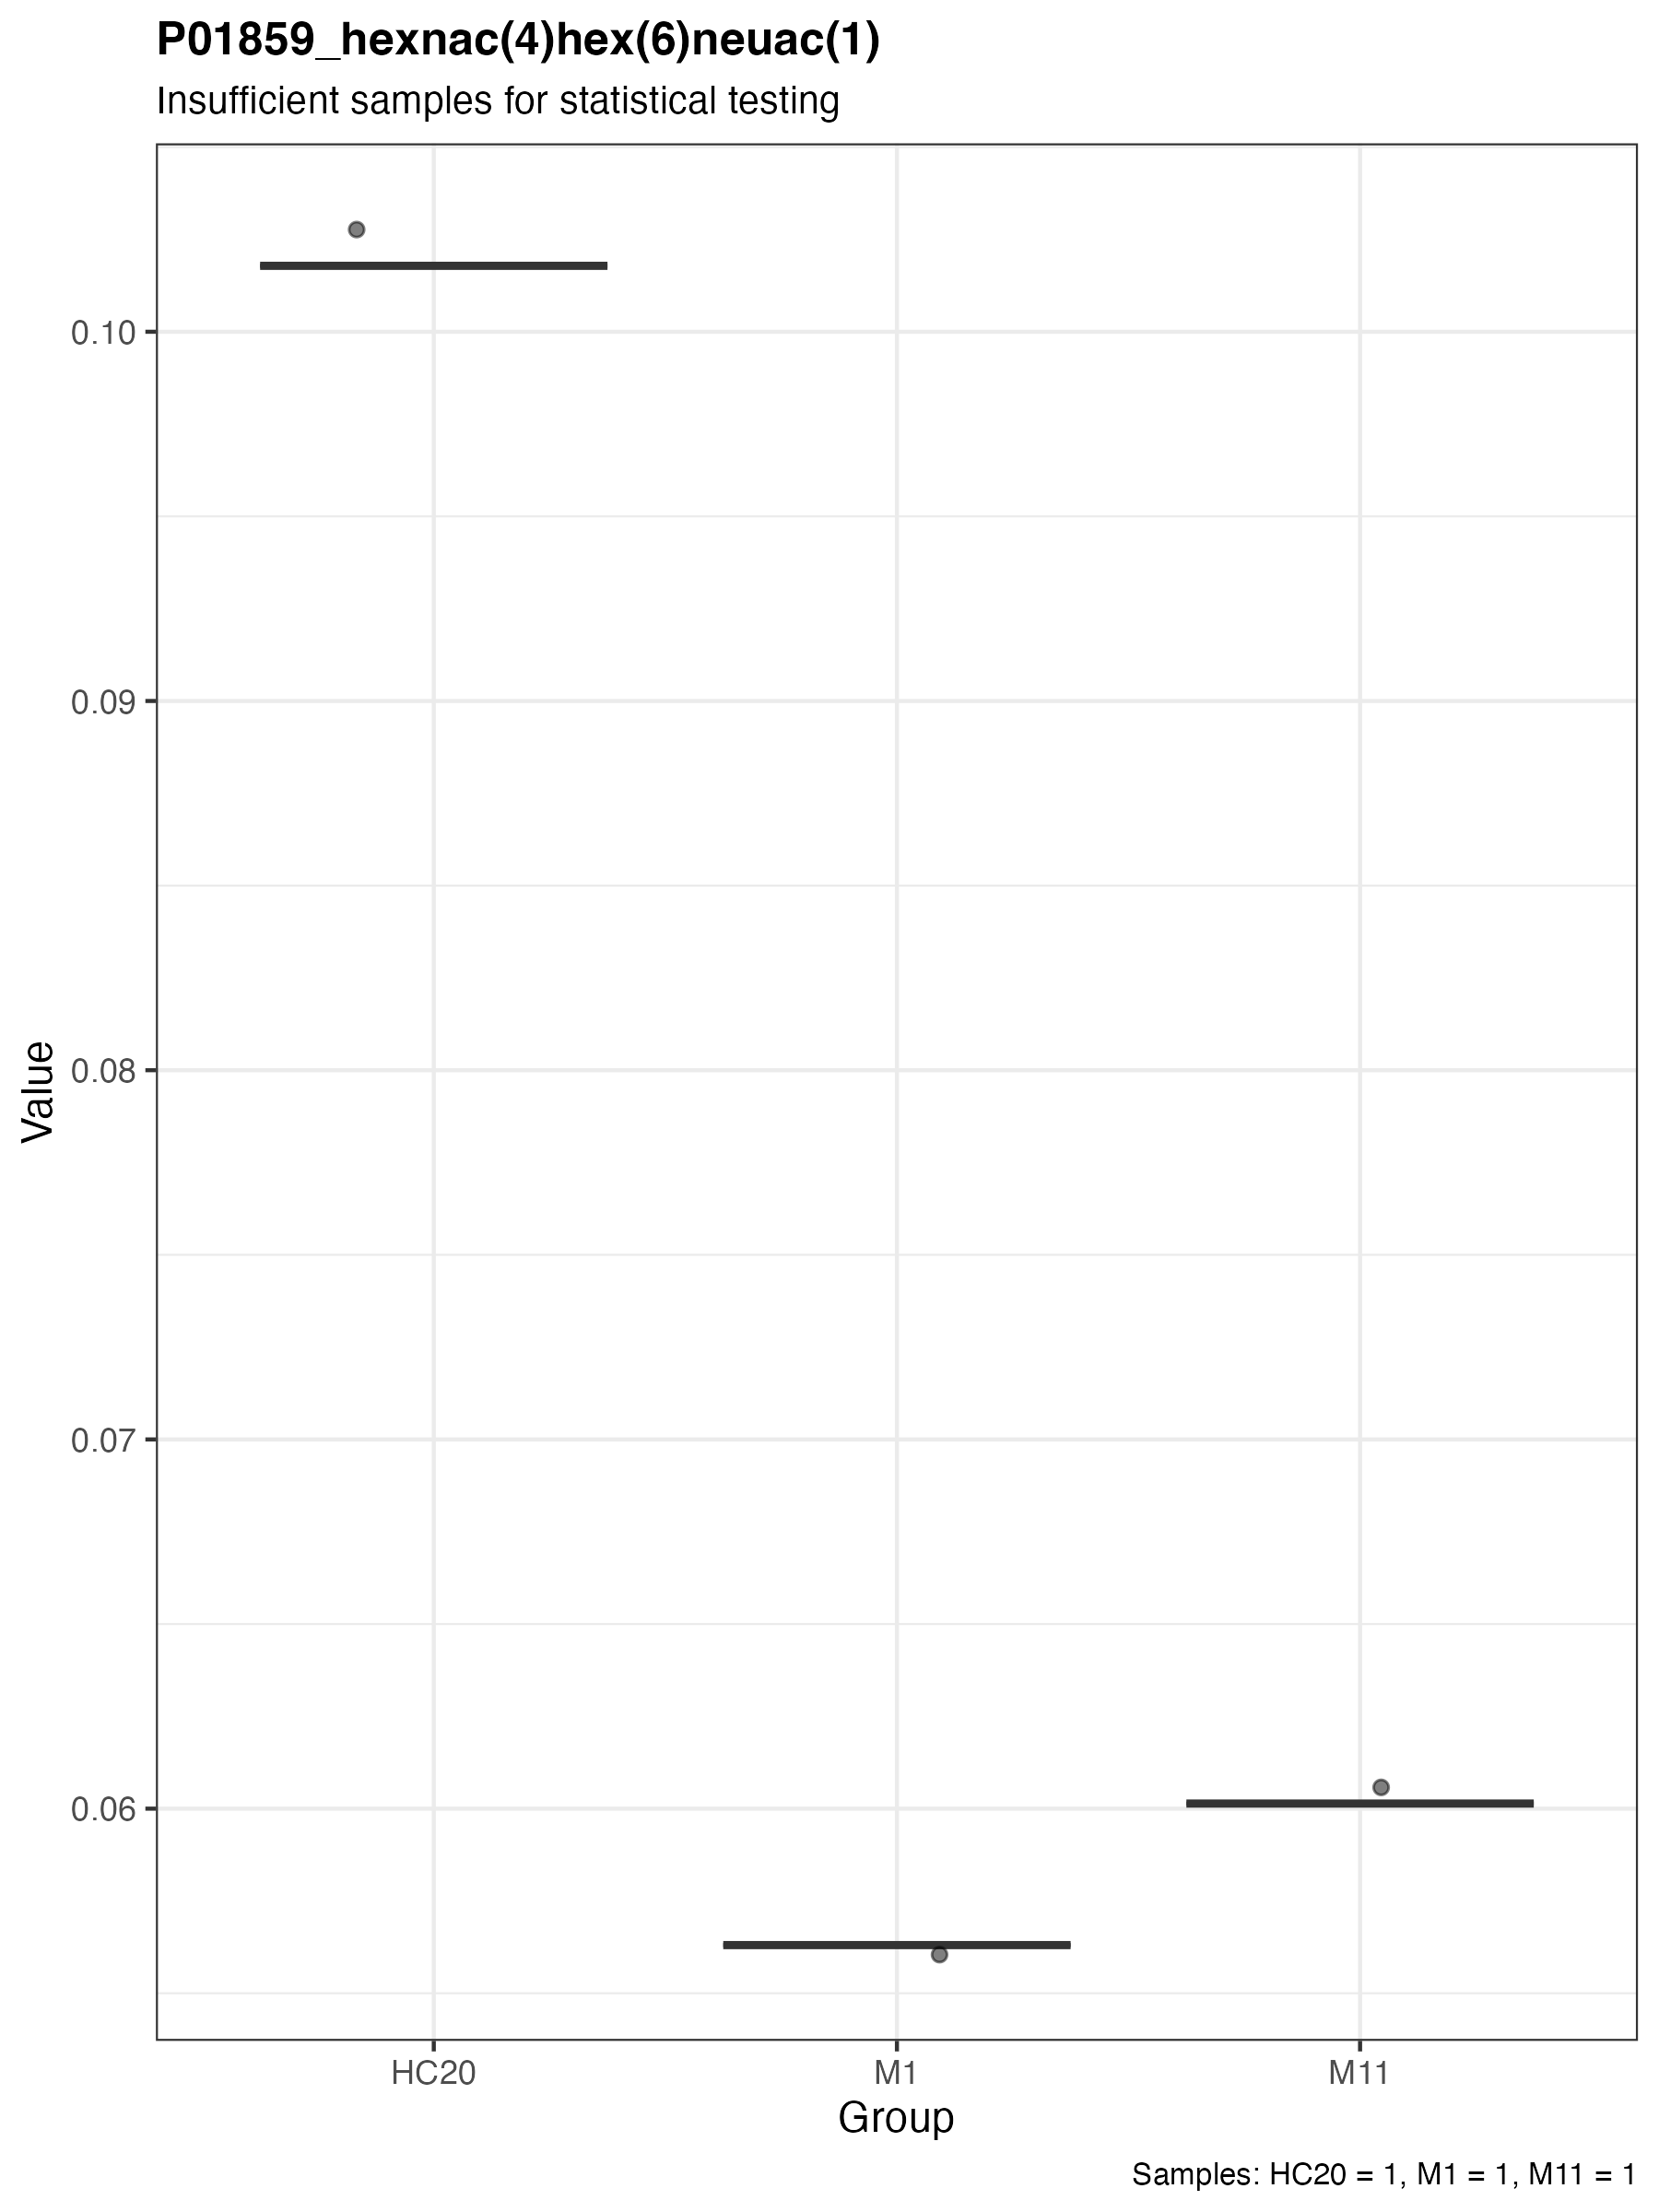 P01859_hexnac(4)hex(6)neuac(1)
Insufficient samples for statistical testing
0.10
0.09
0.08
0.07
0.06
Value
HC20
M1
M11
Group
Samples: HC20 = 1, M1 = 1, M11 = 1